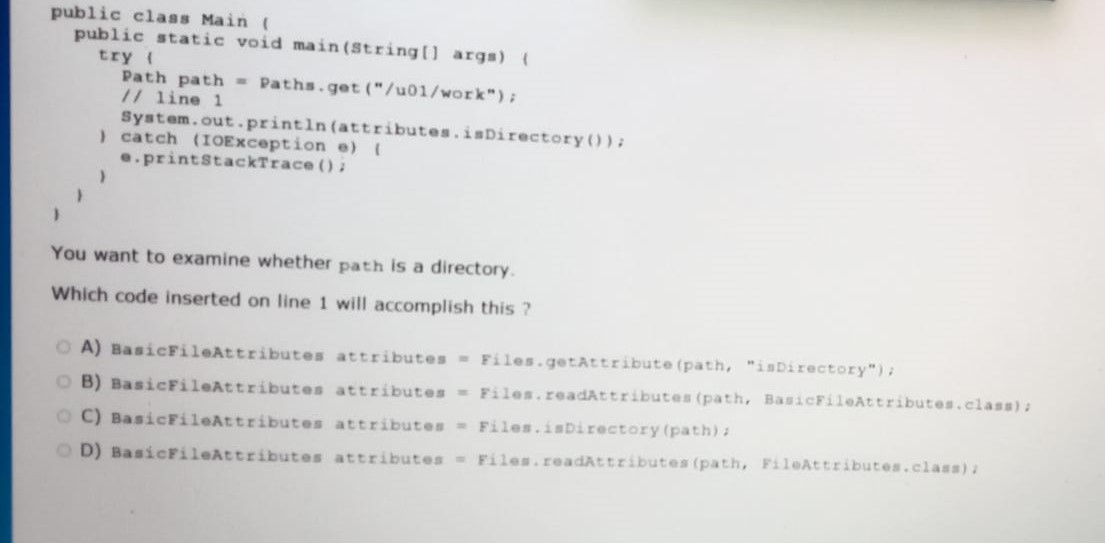 public class Main {
public static void main(String[] args) {
try {
Path path = Paths.get("/u01/work");
// line 1
System.out.println(attributes.isDirectory());
} catch (IOException e) {
e.printStackTrace();
}
}
}
You want to examine whether path is a directory.
Which code inserted on line 1 will accomplish this ?
A) BasicFileAttributes attributes = Files.getAttribute(path, "isDirectory");
B) BasicFileAttributes attributes = Files.readAttributes(path, BasicFileAttributes.class);
C) BasicFileAttributes attributes = Files.isDirectory(path);
D) BasicFileAttributes attributes = Files.readAttributes(path, FileAttributes.class);